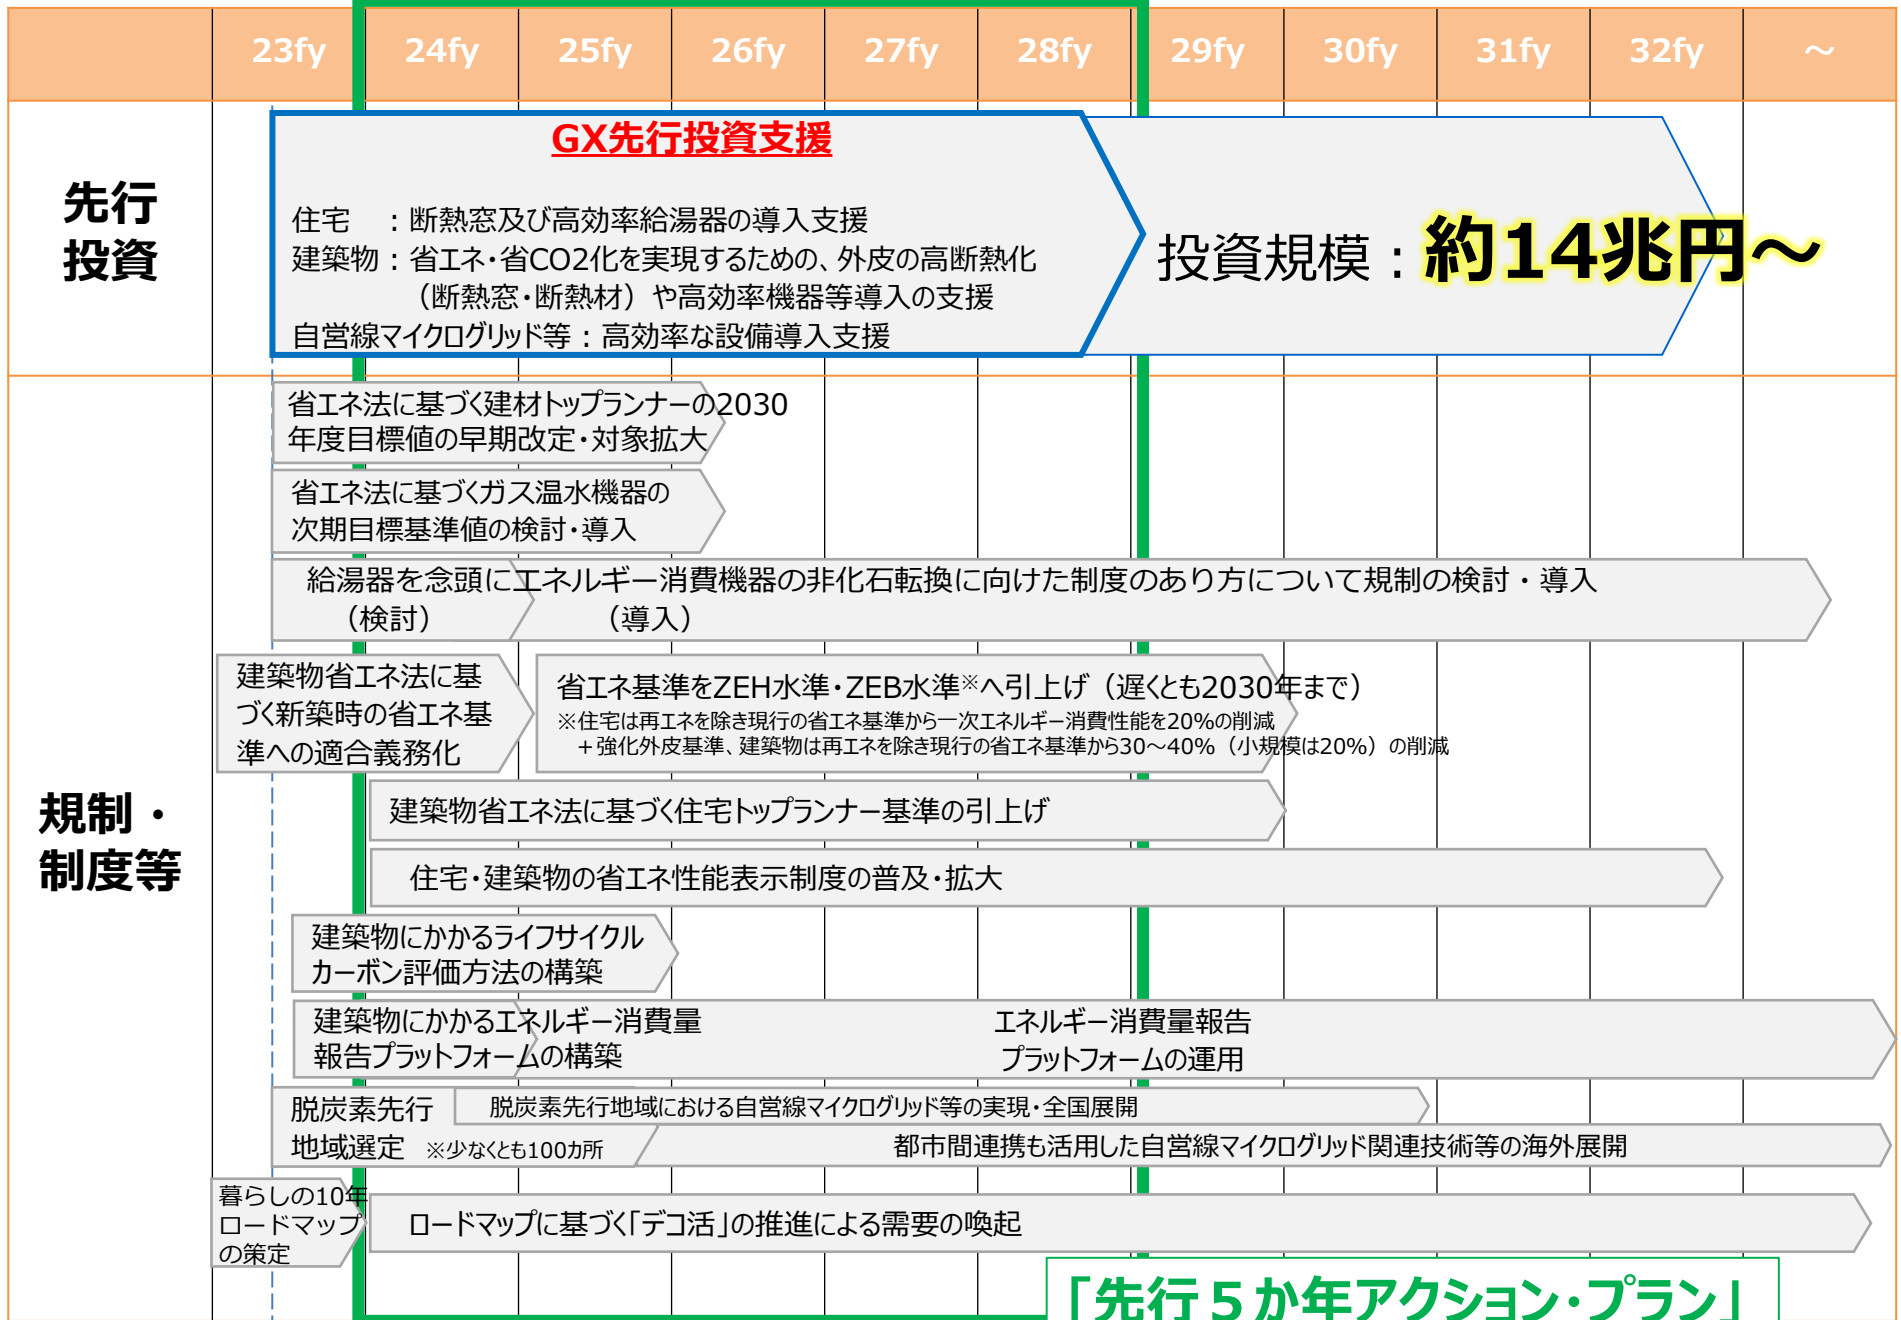 23fy 24fy 25fy 26fy 27fy 28fy 29fy 30fy 31fy 32fy ～
先行
投資
GX先行投資支援
住宅　：断熱窓及び高効率給湯器の導入支援
建築物：省エネ・省CO2化を実現するための、外皮の高断熱化
（断熱窓・断熱材）や高効率機器等導入の支援
自営線マイクログリッド等：高効率な設備導入支援
投資規模：約14兆円～
規制・
制度等
省エネ法に基づく建材トップランナーの2030
年度目標値の早期改定・対象拡大
省エネ法に基づくガス温水機器の
次期目標基準値の検討・導入
給湯器を念頭にエネルギー消費機器の非化石転換に向けた制度のあり方について規制の検討・導入
（検討）　（導入）
建築物省エネ法に基
づく新築時の省エネ基
準への適合義務化
省エネ基準をZEH水準・ZEB水準※へ引上げ（遅くとも2030年まで）
※住宅は再エネを除き現行の省エネ基準から一次エネルギー消費性能を20%の削減
＋強化外皮基準、建築物は再エネを除き現行の省エネ基準から30～40%（小規模は20%）の削減
建築物省エネ法に基づく住宅トップランナー基準の引上げ
住宅・建築物の省エネ性能表示制度の普及・拡大
建築物にかかるライフサイクル
カーボン評価方法の構築
建築物にかかるエネルギー消費量
報告プラットフォームの構築
エネルギー消費量報告
プラットフォームの運用
脱炭素先行
地域選定　※少なくとも100カ所
脱炭素先行地域における自営線マイクログリッド等の実現・全国展開
都市間連携も活用した自営線マイクログリッド関連技術等の海外展開
暮らしの10年
ロードマップ
の策定
ロードマップに基づく「デコ活」の推進による需要の喚起
「先行５か年アクション・プラン」